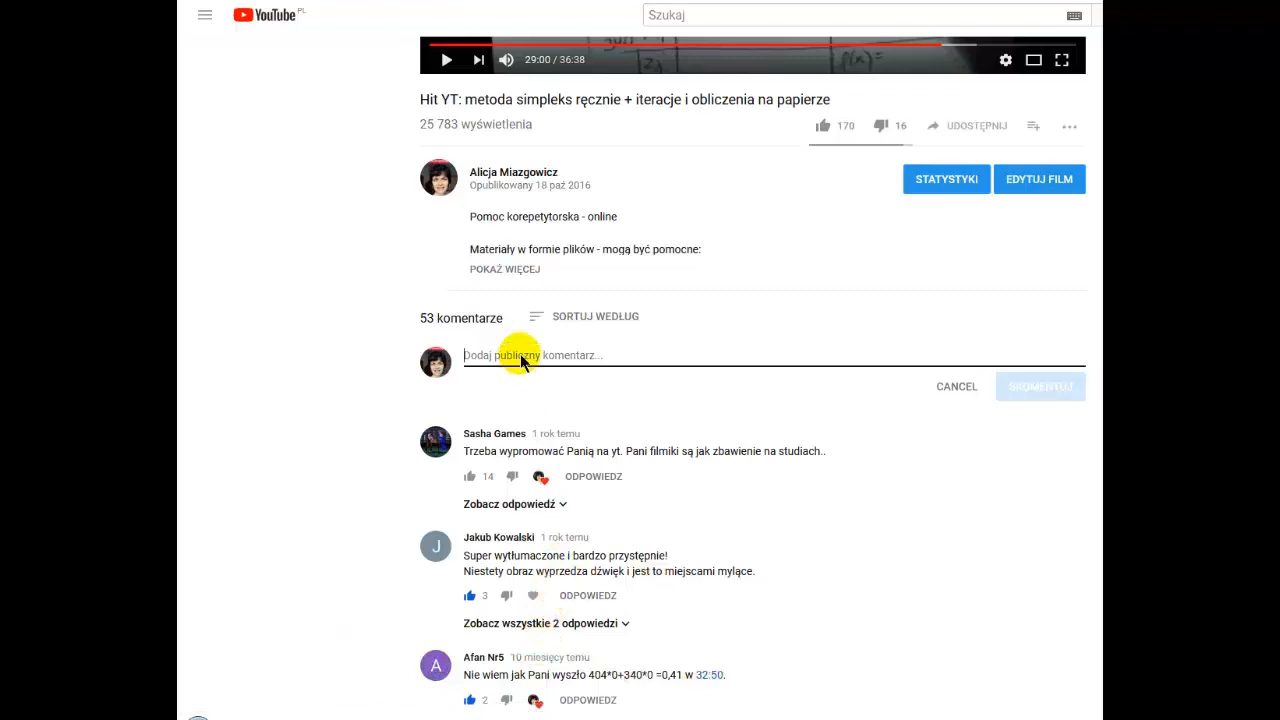 YouTube PL
Szukaj
29:00 / 36:38
Hit YT: metoda simpleks ręcznie + iteracje i obliczenia na papierze
25 783 wyświetlenia
170
16
UDOSTĘPNIJ
Alicja Miazgowicz
Opublikowany 18 paź 2016
STATYSTYKI
EDYTUJ FILM
Pomoc korepetytorska - online
Materiały w formie plików - mogą być pomocne:
POKAŻ WIĘCEJ
53 komentarze
SORTUJ WEDŁUG
Dodaj publiczny komentarz...
CANCEL
SKOMENTUJ
Sasha Games 1 rok temu
Trzeba wypromować Panią na yt. Pani filmiki są jak zbawienie na studiach..
14
ODPOWIEDZ
Zobacz odpowiedź
J
Jakub Kowalski 1 rok temu
Super wytłumaczone i bardzo przystępnie!
Niestety obraz wyprzedza dźwięk i jest to miejscami mylące.
3
ODPOWIEDZ
Zobacz wszystkie 2 odpowiedzi
A
Afan Nr5 10 miesięcy temu
Nie wiem jak Pani wyszło 404*0+340*0 =0,41 w 32:50.
2
ODPOWIEDZ